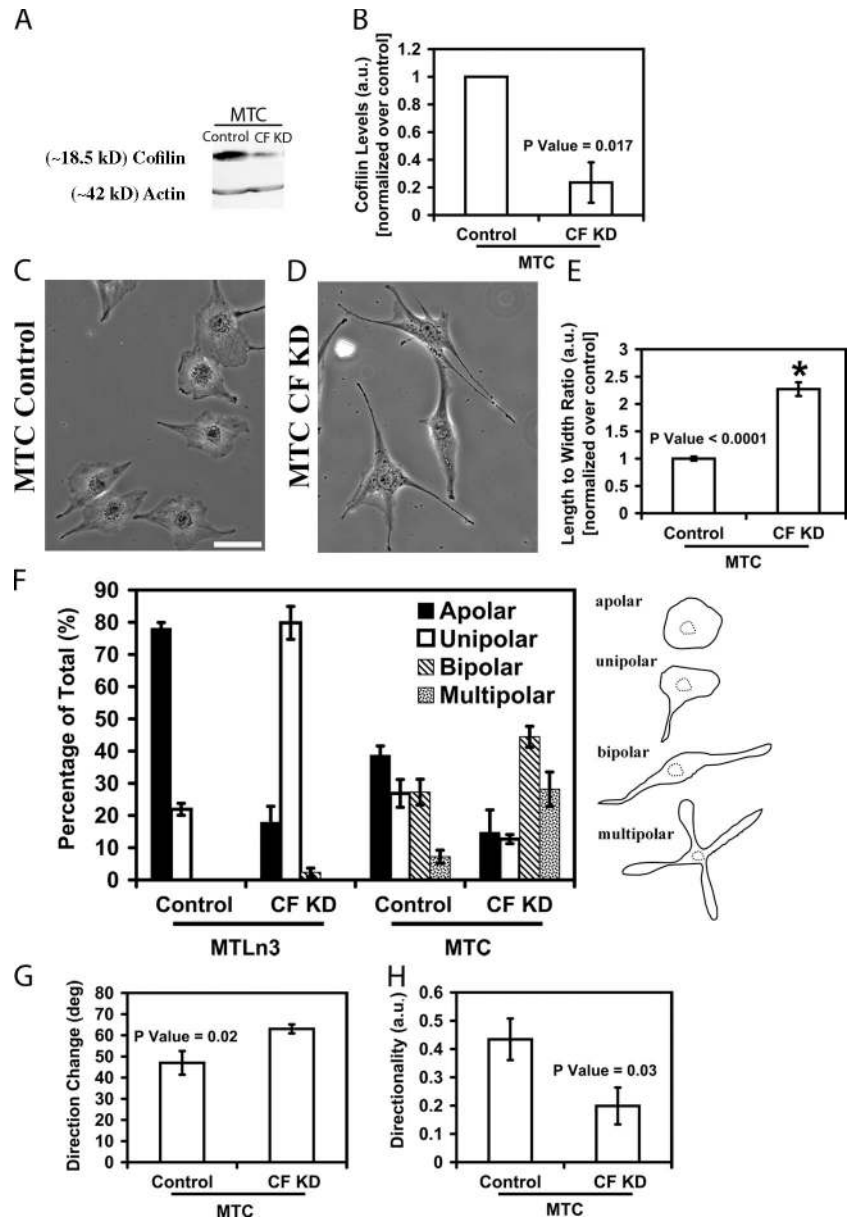 A
MTC
Control CF KD
(~18.5 kD) Cofilin
(~42 kD) Actin
B
Cofilin Levels (a.u.)
[normalized over control]
1.2
1
0.8
0.6
0.4
0.2
0
P Value = 0.017
Control CF KD
MTC
C
MTC Control
D
MTC CF KD
E
Length to Width Ratio (a.u.)
[normalized over control]
3
2.5
2
1.5
1
0.5
0
*
P Value < 0.0001
Control CF KD
MTC
F
Percentage of Total (%)
90
80
70
60
50
40
30
20
10
0
Apolar
Unipolar
Bipolar
Multipolar
Control CF KD Control CF KD
MTLn3 MTC
apolar
unipolar
bipolar
multipolar
G
Direction Change (deg)
80
70
60
50
40
30
20
10
0
P Value = 0.02
Control CF KD
MTC
H
Directionality (a.u.)
0.6
0.5
0.4
0.3
0.2
0.1
0
P Value = 0.03
Control CF KD
MTC